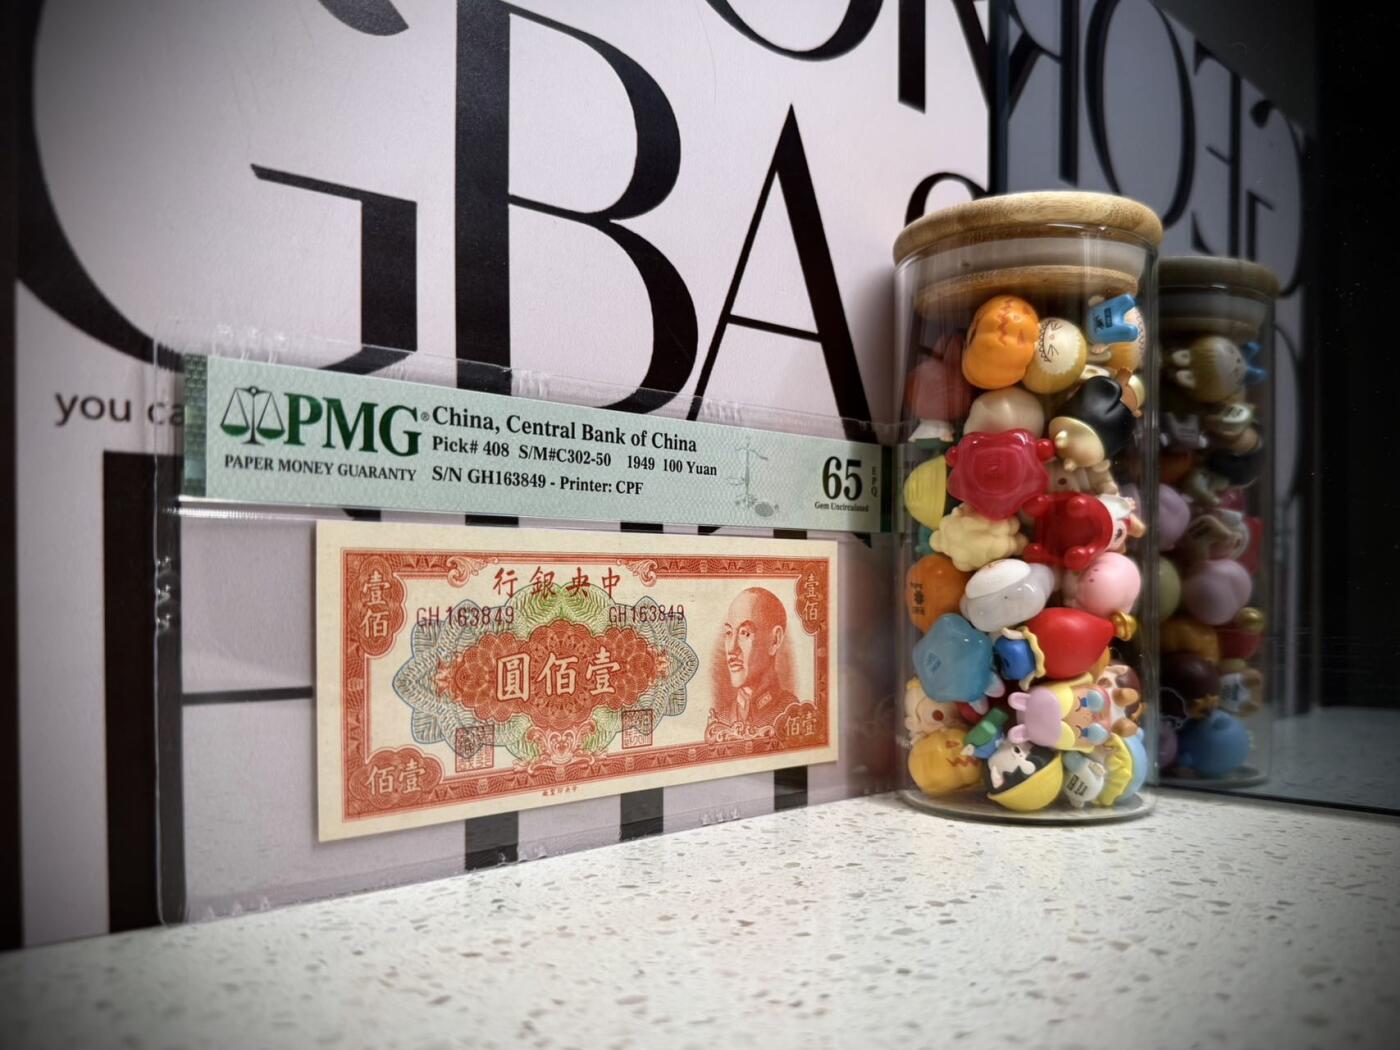 GBA
you ca
PMG® China, Central Bank of China
PAPER MONEY GUARANTY
Pick# 408 S/M#C302-50 1949 100 Yuan
S/N GH163849 - Printer: CPF
65
EPQ
Gem Uncirculated
行銀央中
壹佰
壹佰
GH163849 GH163849
圓佰壹
佰壹
佰壹